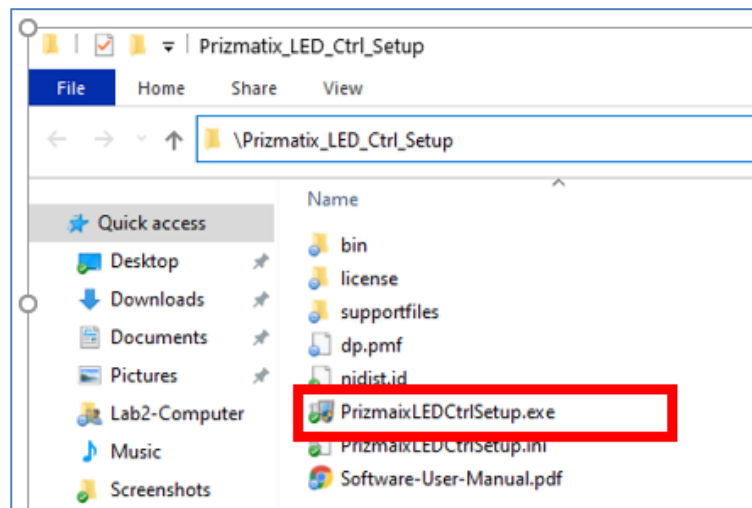 Prizmatix_LED_Ctrl_Setup
File Home Share View
\Prizmatix_LED_Ctrl_Setup
Name
Quick access
Desktop
Downloads
Documents
Pictures
Lab2-Computer
Music
Screenshots
bin
license
supportfiles
dp.pmf
nidist.id
PrizmaixLEDCtrlSetup.exe
PrizmaixLEDCtrlSetup.ini
Software-User-Manual.pdf